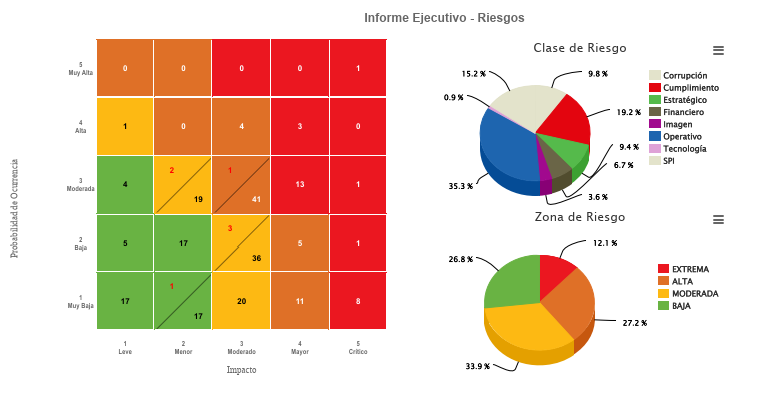 Informe Ejecutivo - Riesgos
Probabilidad de Ocurrencia
5
Muy Alta
0 0 0 0 1
4
Alta
1 0 4 3 0
3
Moderada
4 2 19 1 41 13 1
2
Baja
5 17 3 36 5 1
1
Muy Baja
17 1 17 20 11 8
1 2 3 4 5
Leve Menor Moderado Mayor Crítico
Impacto
Clase de Riesgo
15.2 %
9.8 %
0.9 %
19.2 %
9.4 %
6.7 %
35.3 %
3.6 %
Corrupción
Cumplimiento
Estratégico
Financiero
Imagen
Operativo
Tecnología
SPI
Zona de Riesgo
12.1 %
26.8 %
27.2 %
33.9 %
EXTREMA
ALTA
MODERADA
BAJA